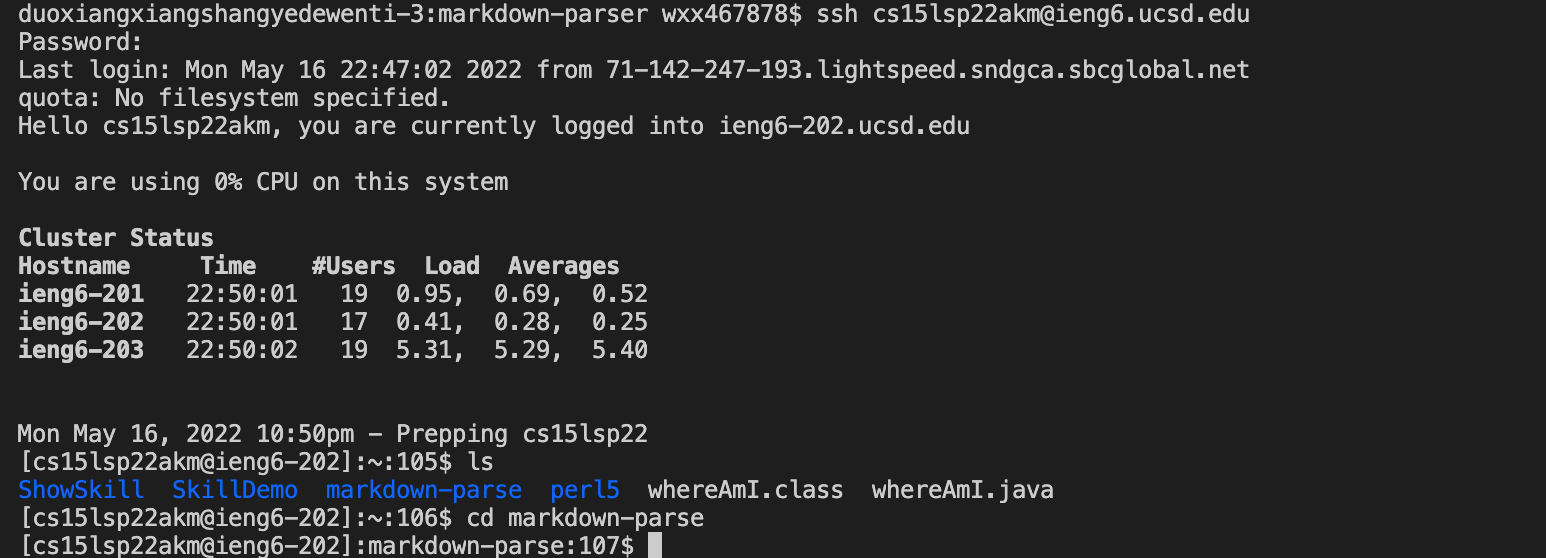 duoxiangxiangshangyedewenti-3:markdown-parser wxx467878$ ssh cs15lsp22akm@ieng6.ucsd.edu
Password:
Last login: Mon May 16 22:47:02 2022 from 71-142-247-193.lightspeed.sndgca.sbcglobal.net
quota: No filesystem specified.
Hello cs15lsp22akm, you are currently logged into ieng6-202.ucsd.edu
You are using 0% CPU on this system
Cluster Status
Hostname     Time    #Users  Load  Averages
ieng6-201   22:50:01   19  0.95,  0.69,  0.52
ieng6-202   22:50:01   17  0.41,  0.28,  0.25
ieng6-203   22:50:02   19  5.31,  5.29,  5.40
Mon May 16, 2022 10:50pm - Prepping cs15lsp22
[cs15lsp22akm@ieng6-202]:~:105$ ls
ShowSkill  SkillDemo  markdown-parse  perl5  whereAmI.class  whereAmI.java
[cs15lsp22akm@ieng6-202]:~:106$ cd markdown-parse
[cs15lsp22akm@ieng6-202]:markdown-parse:107$